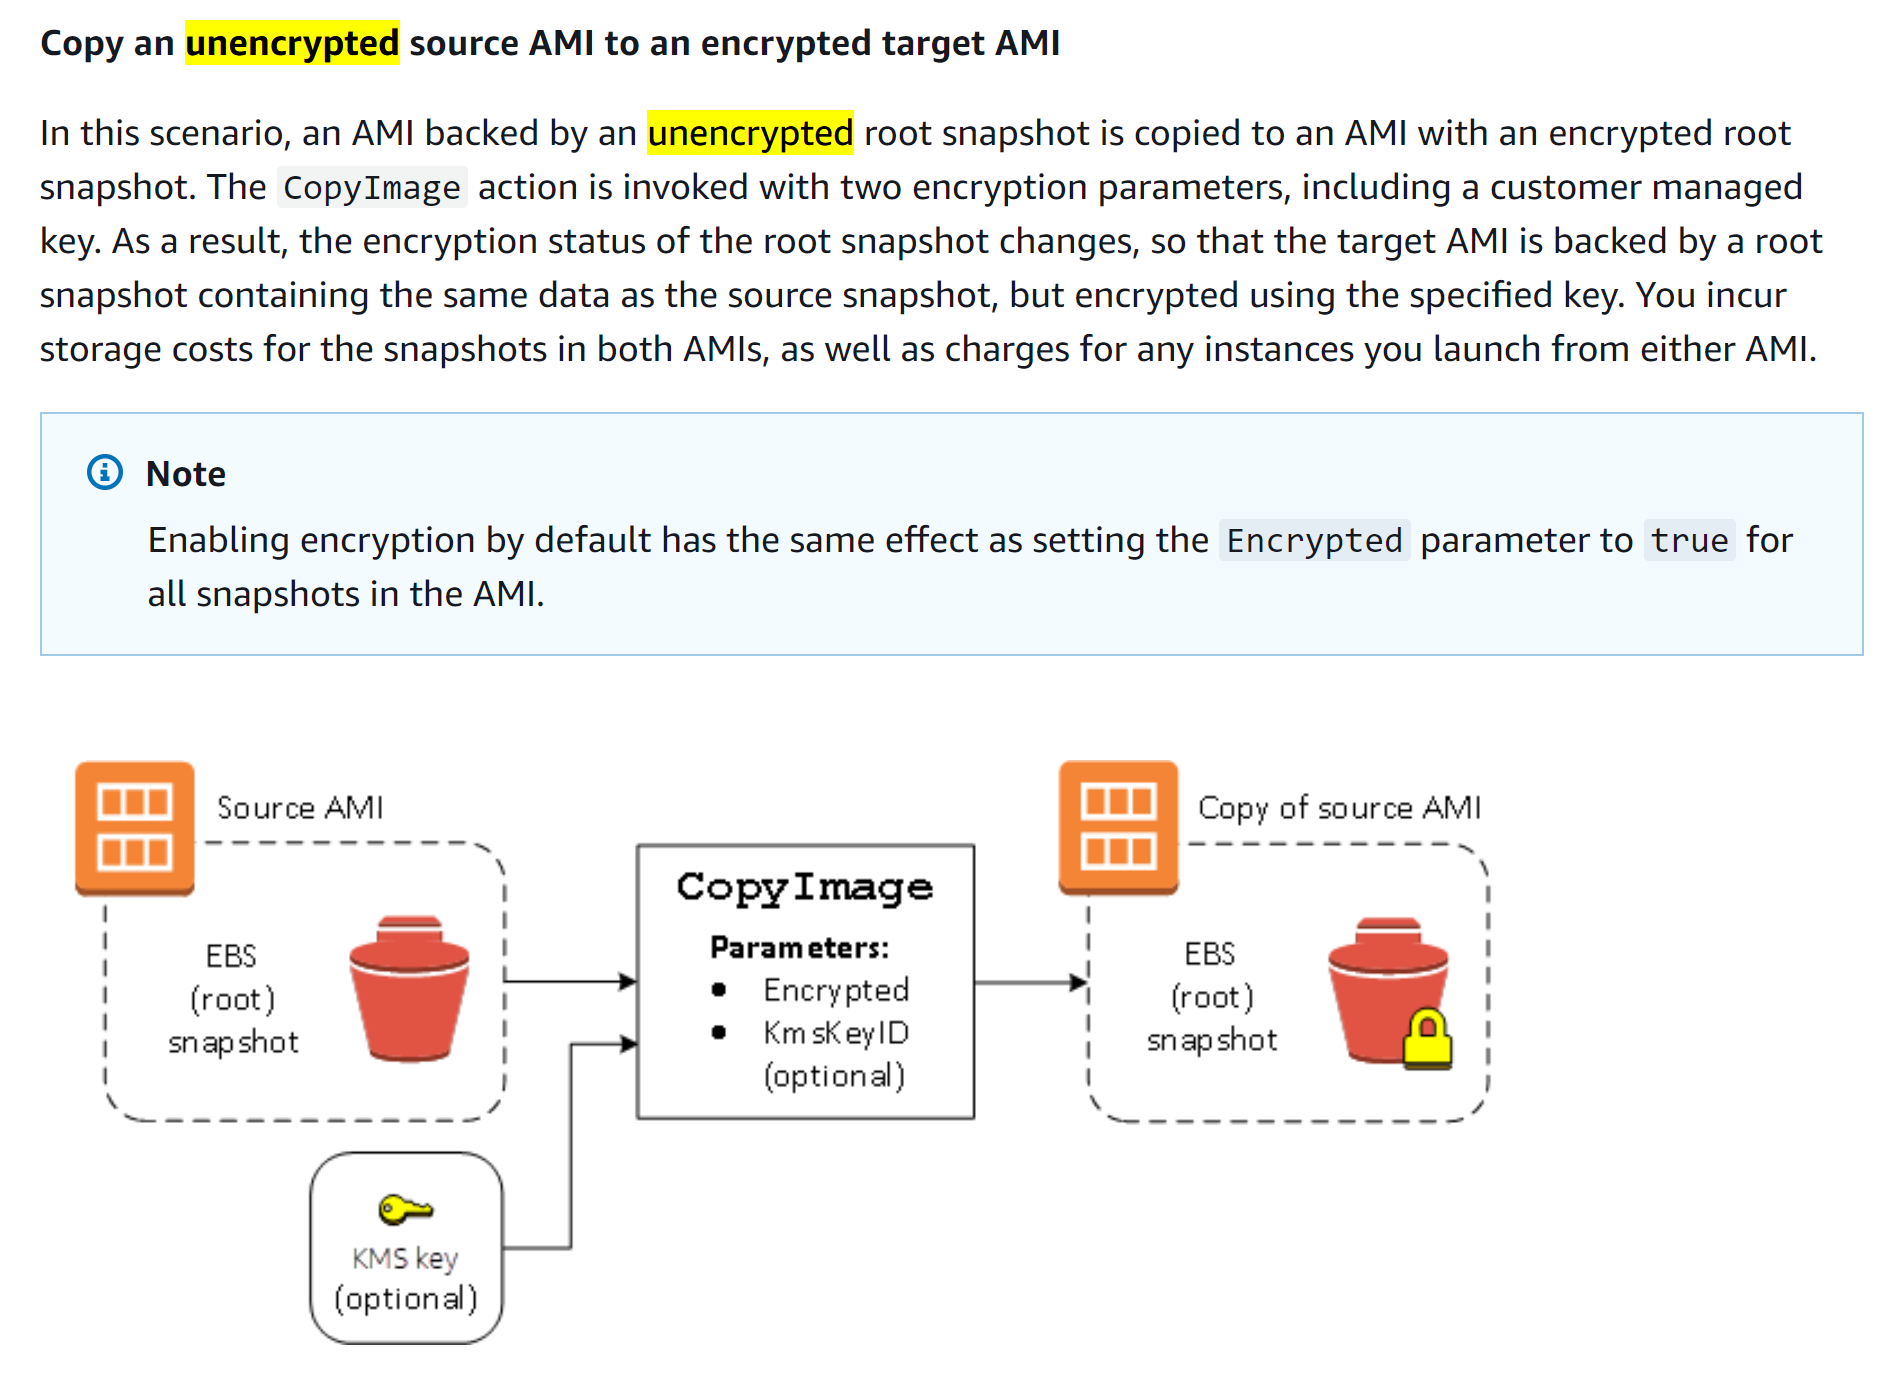 Copy an unencrypted source AMI to an encrypted target AMI
In this scenario, an AMI backed by an unencrypted root snapshot is copied to an AMI with an encrypted root
snapshot. The CopyImage action is invoked with two encryption parameters, including a customer managed
key. As a result, the encryption status of the root snapshot changes, so that the target AMI is backed by a root
snapshot containing the same data as the source snapshot, but encrypted using the specified key. You incur
storage costs for the snapshots in both AMIs, as well as charges for any instances you launch from either AMI.
Note
Enabling encryption by default has the same effect as setting the Encrypted parameter to true for
all snapshots in the AMI.
Source AMI
EBS
(root)
snapshot
KMS key
(optional)
CopyImage
Parameters:
• Encrypted
• KmsKeyID
(optional)
Copy of source AMI
EBS
(root)
snapshot